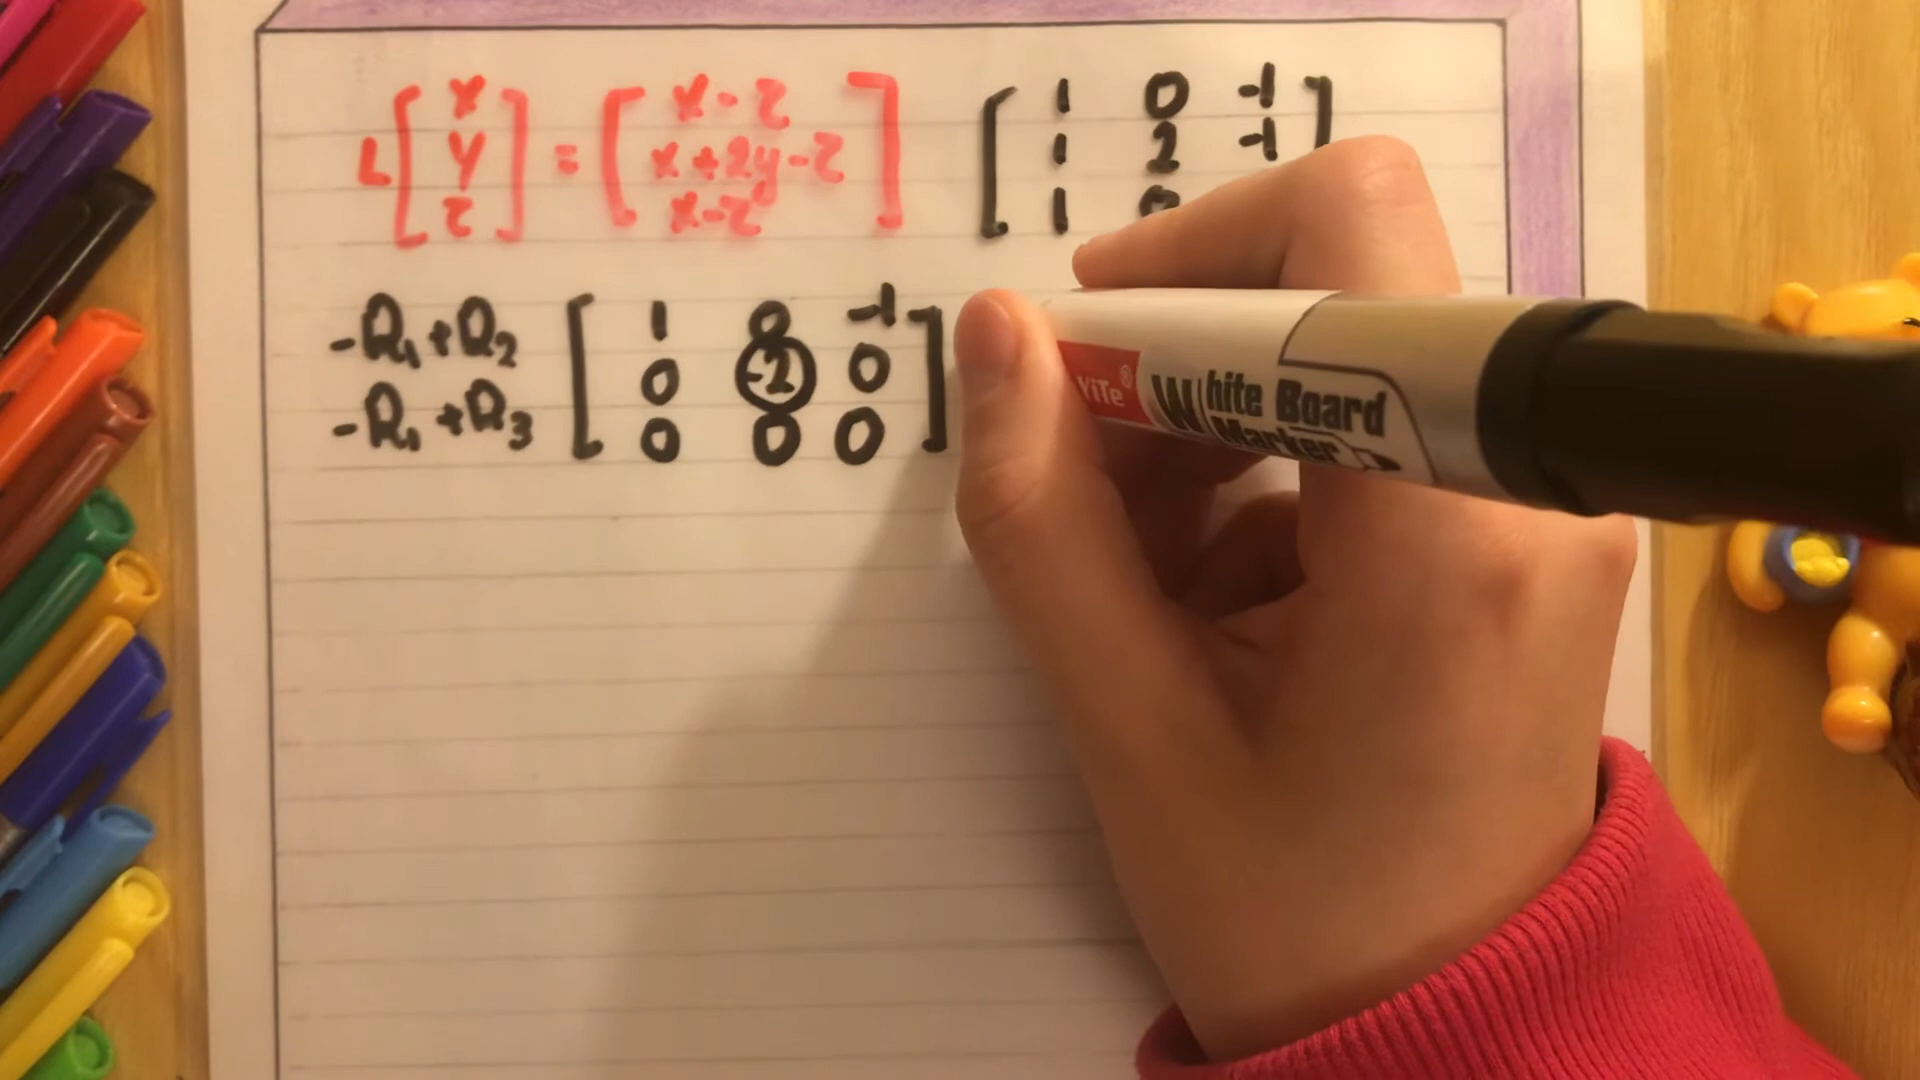 L [ x y z ] = [ x-z x+2y-z x-z ]
[ 1 0 -1
1 2 -1
1 0
-R1+R2
-R1+R3
[ 1 0 -1
0 -2 0
0 0 0 ]
YiTe®
White Board
Marker